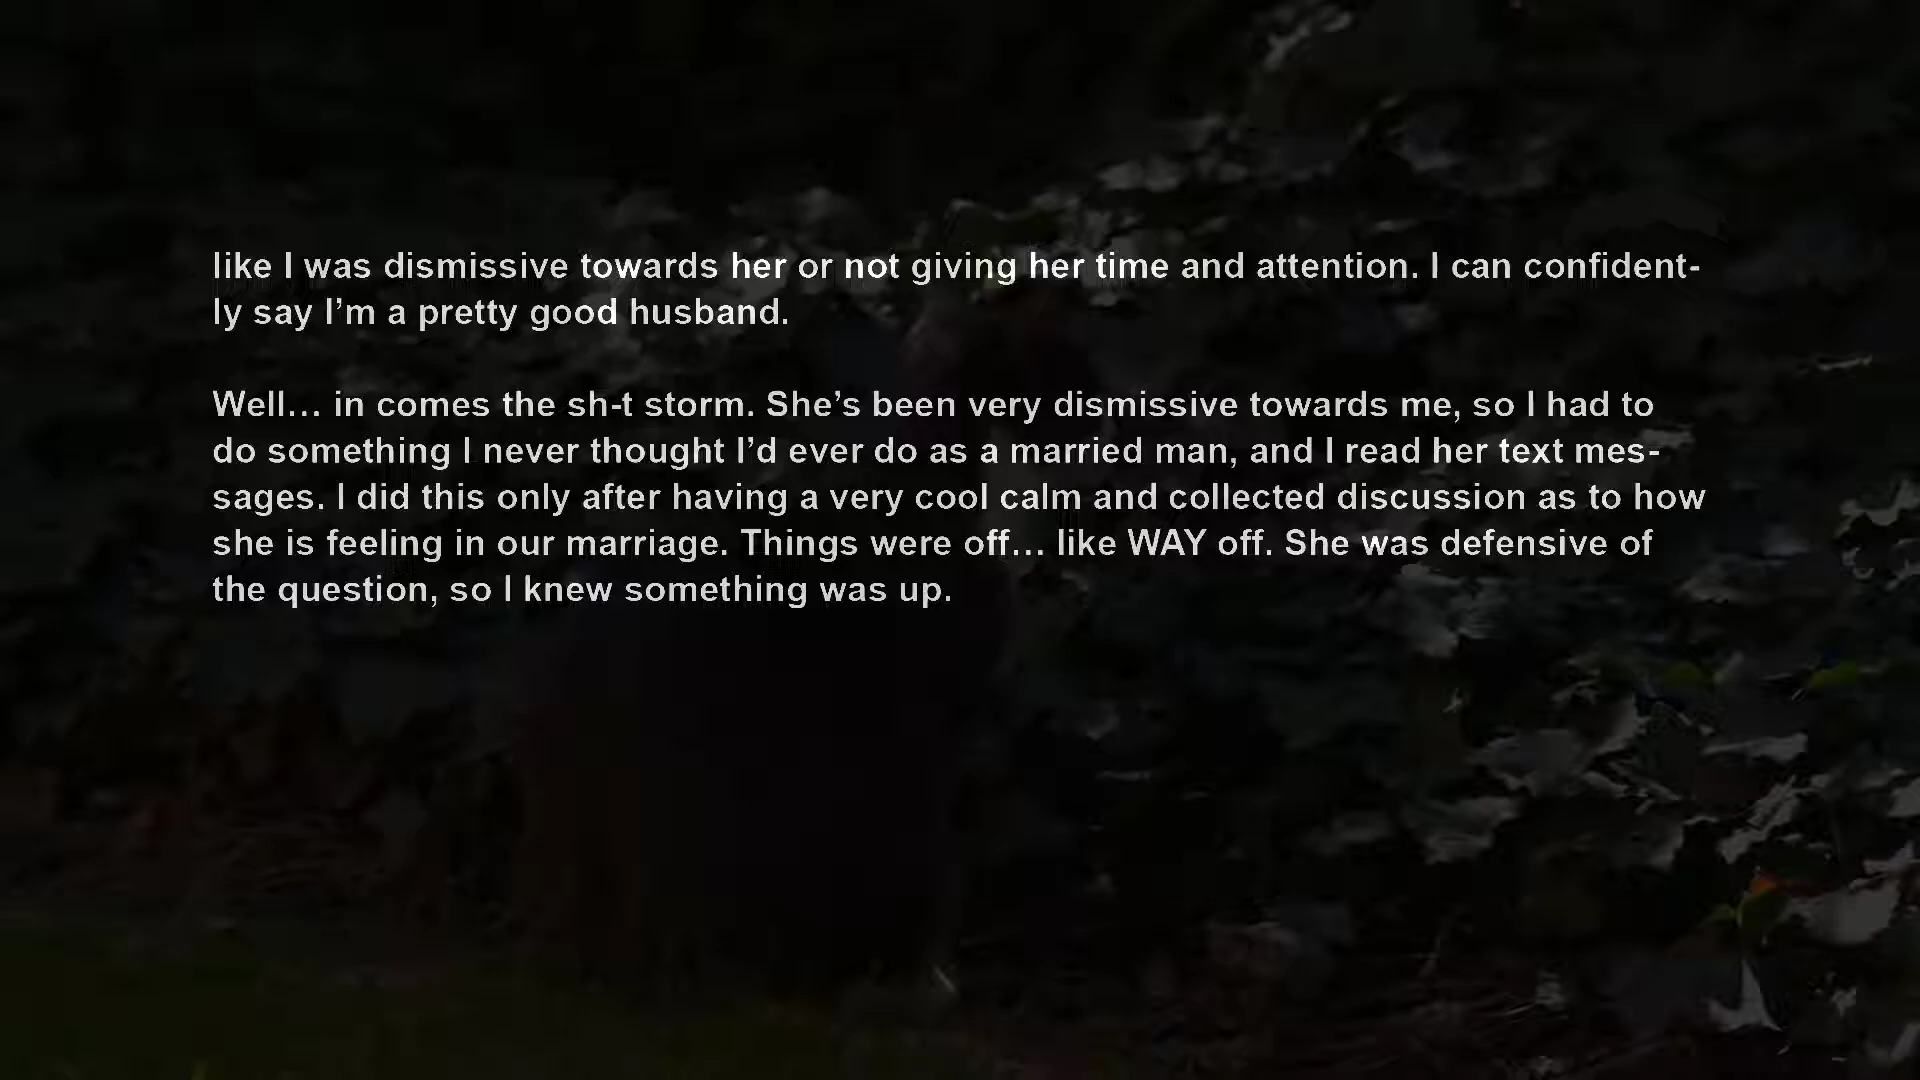 like I was dismissive towards her or not giving her time and attention. I can confident-
ly say I’m a pretty good husband.
Well… in comes the sh-t storm. She’s been very dismissive towards me, so I had to
do something I never thought I’d ever do as a married man, and I read her text mes-
sages. I did this only after having a very cool calm and collected discussion as to how
she is feeling in our marriage. Things were off… like WAY off. She was defensive of
the question, so I knew something was up.